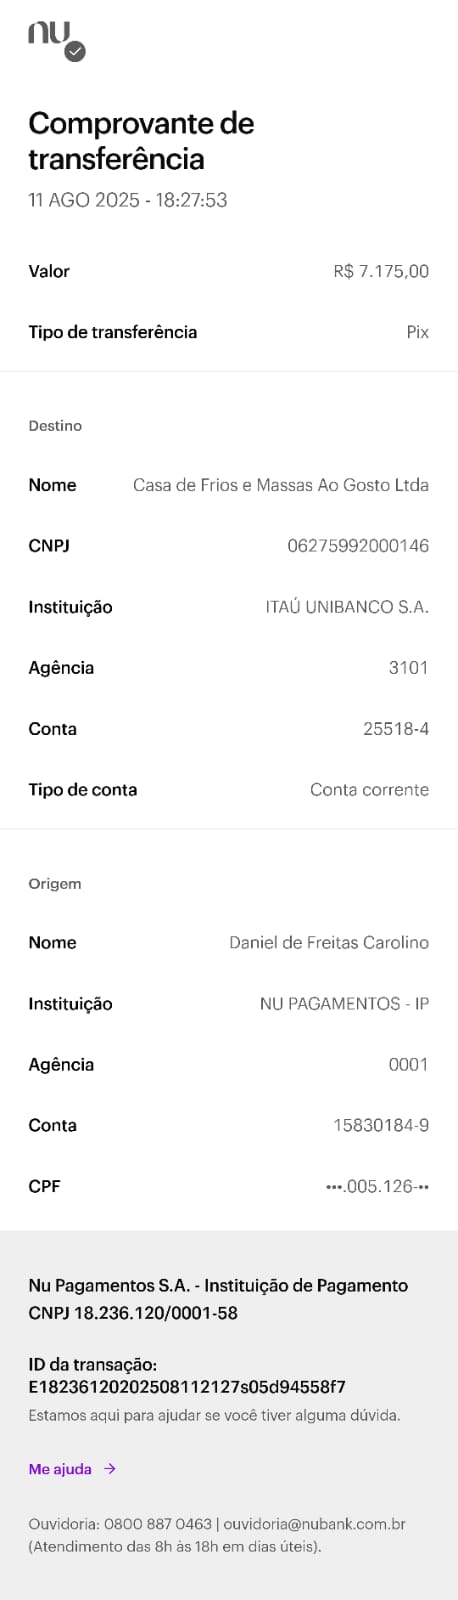 nu
Comprovante de
transferência
11 AGO 2025 - 18:27:53
Valor R$ 7.175,00
Tipo de transferência Pix
Destino
Nome Casa de Frios e Massas Ao Gosto Ltda
CNPJ 06275992000146
Instituição ITAÚ UNIBANCO S.A.
Agência 3101
Conta 25518-4
Tipo de conta Conta corrente
Origem
Nome Daniel de Freitas Carolino
Instituição NU PAGAMENTOS - IP
Agência 0001
Conta 15830184-9
CPF •••.005.126-••
Nu Pagamentos S.A. - Instituição de Pagamento
CNPJ 18.236.120/0001-58
ID da transação:
E18236120202508112127s05d94558f7
Estamos aqui para ajudar se você tiver alguma dúvida.
Me ajuda →
Ouvidoria: 0800 887 0463 | ouvidoria@nubank.com.br
(Atendimento das 8h às 18h em dias úteis).